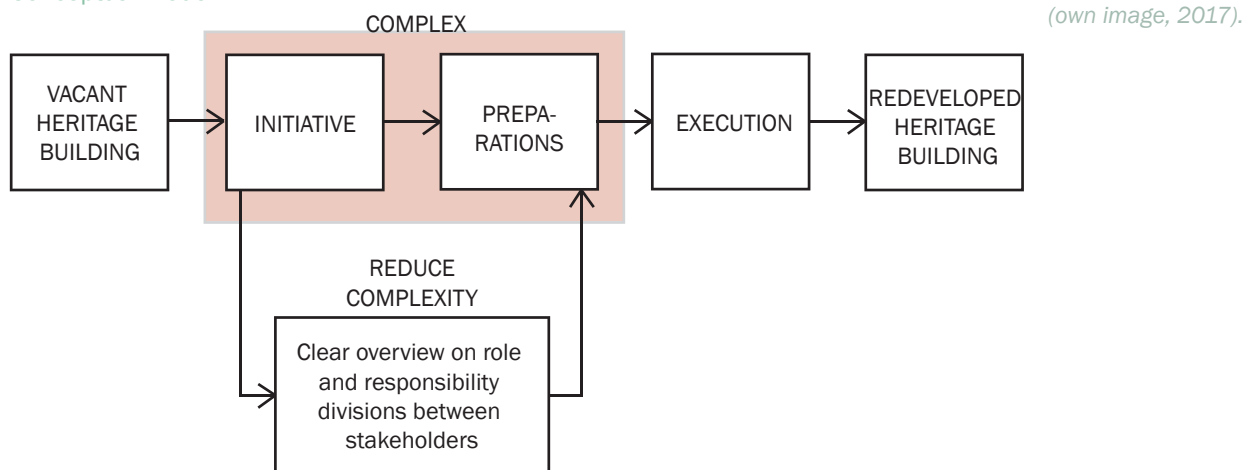 (own image, 2017).
COMPLEX
VACANT
HERITAGE
BUILDING
INITIATIVE
PREPA-
RATIONS
EXECUTION
REDEVELOPED
HERITAGE
BUILDING
REDUCE
COMPLEXITY
Clear overview on role
and responsibility
divisions between
stakeholders